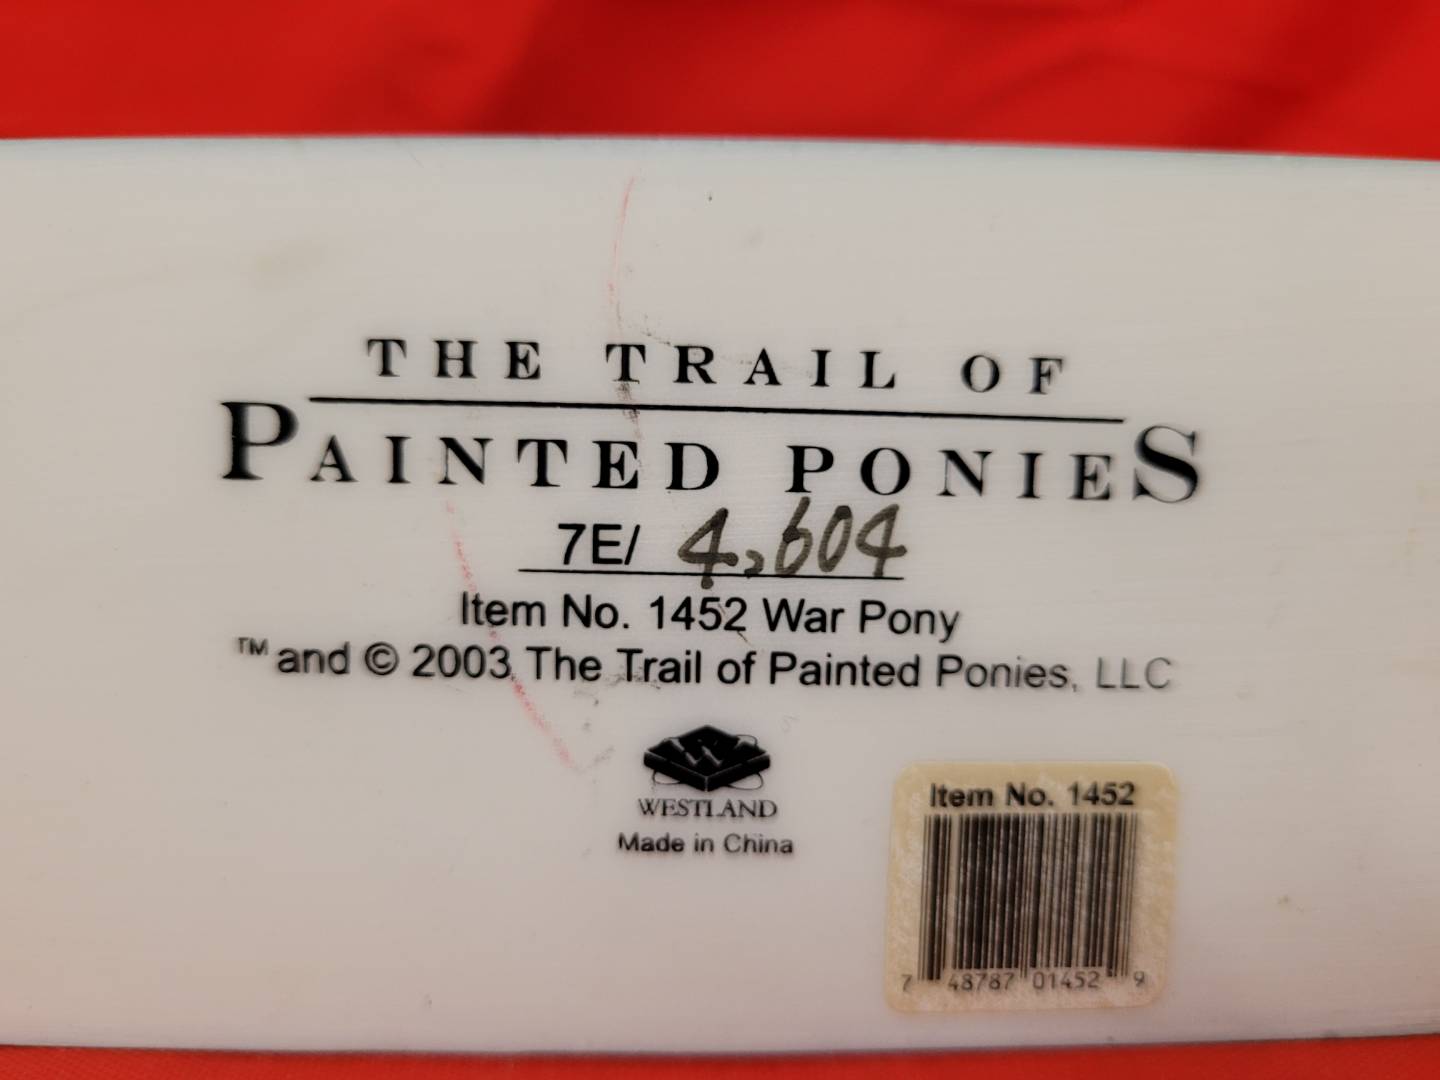 THE TRAIL OF
PAINTED PONIES
7E/ 4,604
Item No. 1452 War Pony
™ and © 2003 The Trail of Painted Ponies, LLC
WESTLAND
Made in China
Item No. 1452
7 48787 01452 9